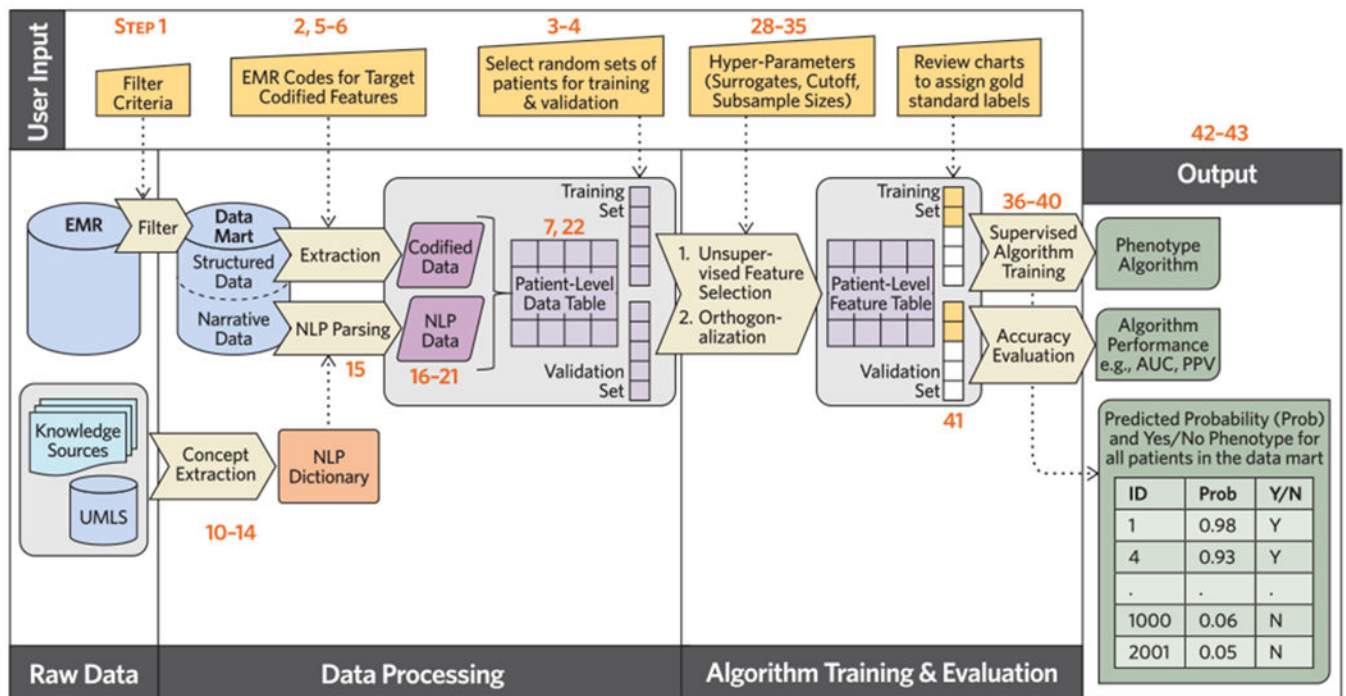 User Input
STEP 1
Filter
Criteria
2, 5–6
EMR Codes for Target
Codified Features
3–4
Select random sets of
patients for training
& validation
28–35
Hyper-Parameters
(Surrogates, Cutoff,
Subsample Sizes)
Review charts
to assign gold
standard labels
42–43
Output
EMR
Filter
Data
Mart
Structured
Data
Narrative
Data
Extraction
NLP Parsing
15
Codified
Data
NLP
Data
16–21
7, 22
Patient-Level
Data Table
Training
Set
Validation
Set
1. Unsuper-
vised Feature
Selection
2. Orthogon-
alization
Training
Set
Patient-Level
Feature Table
Validation
Set
41
36–40
Supervised
Algorithm
Training
Accuracy
Evaluation
Phenotype
Algorithm
Algorithm
Performance
e.g., AUC, PPV
Knowledge
Sources
UMLS
Concept
Extraction
10–14
NLP
Dictionary
Predicted Probability (Prob)
and Yes/No Phenotype for
all patients in the data mart
ID Prob Y/N
1 0.98 Y
4 0.93 Y
. . .
1000 0.06 N
2001 0.05 N
Raw Data
Data Processing
Algorithm Training & Evaluation